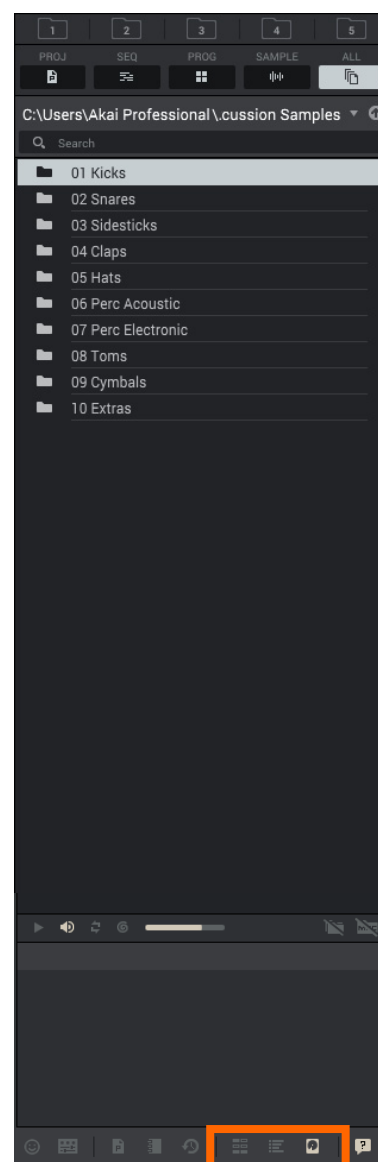 1 2 3 4 5
PROJ SEQ PROG SAMPLE ALL
C:\Users\Akai Professional\.cussion Samples
Search
01 Kicks
02 Snares
03 Sidesticks
04 Claps
05 Hats
06 Perc Acoustic
07 Perc Electronic
08 Toms
09 Cymbals
10 Extras
?